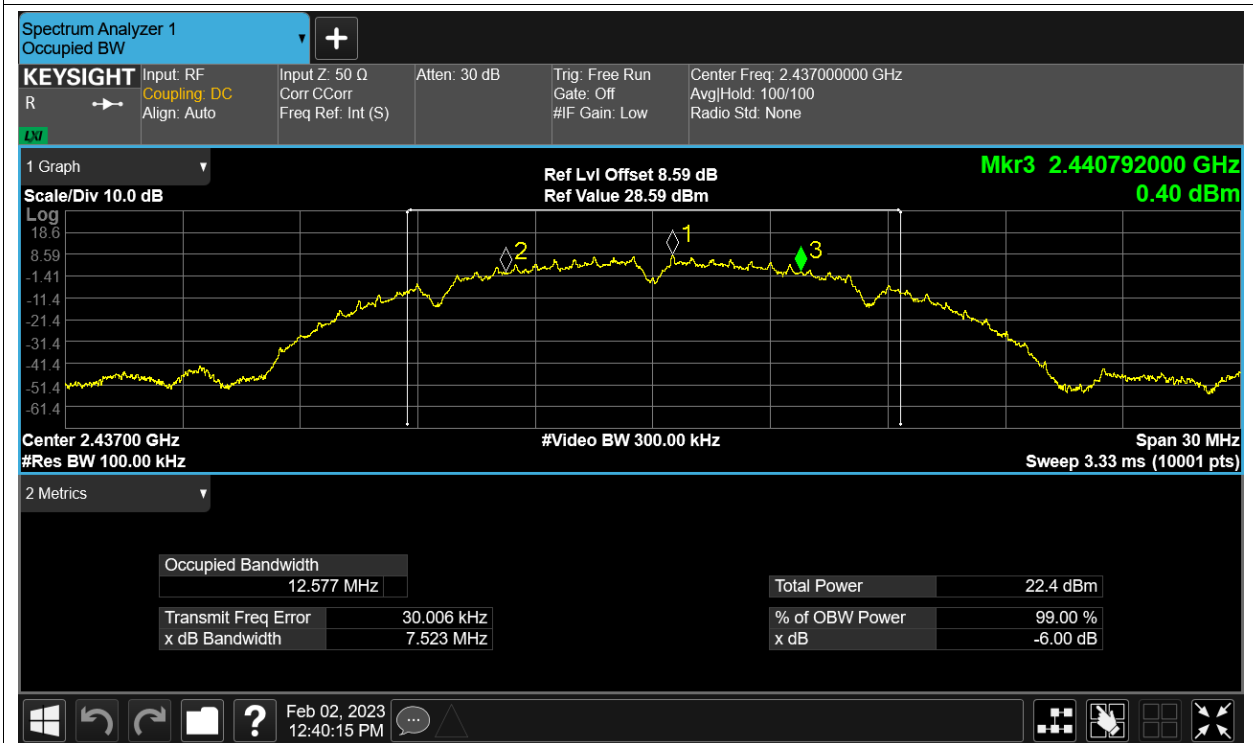 Spectrum Analyzer 1
Occupied BW
KEYSIGHT
R
LXI
Input: RF
Coupling: DC
Align: Auto
Input Z: 50 Ω
Corr CCorr
Freq Ref: Int (S)
Atten: 30 dB
Trig: Free Run
Gate: Off
#IF Gain: Low
Center Freq: 2.437000000 GHz
Avg|Hold: 100/100
Radio Std: None
1 Graph
Scale/Div 10.0 dB
Ref Lvl Offset 8.59 dB
Ref Value 28.59 dBm
Mkr3 2.440792000 GHz
0.40 dBm
Log
18.6
8.59
-1.41
-11.4
-21.4
-31.4
-41.4
-51.4
-61.4
2
1
3
Center 2.43700 GHz
#Video BW 300.00 kHz
Span 30 MHz
#Res BW 100.00 kHz
Sweep 3.33 ms (10001 pts)
2 Metrics
Occupied Bandwidth
12.577 MHz
Total Power 22.4 dBm
Transmit Freq Error 30.006 kHz
% of OBW Power 99.00 %
x dB Bandwidth 7.523 MHz
x dB -6.00 dB
?
Feb 02, 2023
12:40:15 PM